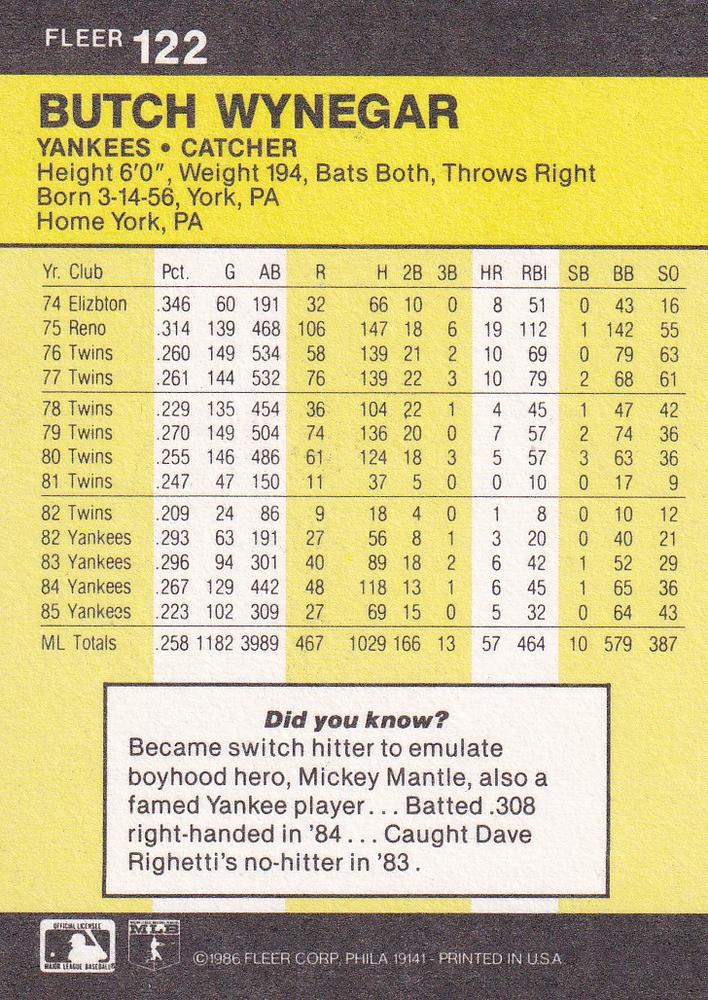 FLEER 122
BUTCH WYNEGAR
YANKEES • CATCHER
Height 6'0", Weight 194, Bats Both, Throws Right
Born 3-14-56, York, PA
Home York, PA
Yr. Club Pct. G AB R H 2B 3B HR RBI SB BB SO
74 Elizbton .346 60 191 32 66 10 0 8 51 0 43 16
75 Reno .314 139 468 106 147 18 6 19 112 1 142 55
76 Twins .260 149 534 58 139 21 2 10 69 0 79 63
77 Twins .261 144 532 76 139 22 3 10 79 2 68 61
78 Twins .229 135 454 36 104 22 1 4 45 1 47 42
79 Twins .270 149 504 74 136 20 0 7 57 2 74 36
80 Twins .255 146 486 61 124 18 3 5 57 3 63 36
81 Twins .247 47 150 11 37 5 0 0 10 0 17 9
82 Twins .209 24 86 9 18 4 0 1 8 0 10 12
82 Yankees .293 63 191 27 56 8 1 3 20 0 40 21
83 Yankees .296 94 301 40 89 18 2 6 42 1 52 29
84 Yankees .267 129 442 48 118 13 1 6 45 1 65 36
85 Yankees .223 102 309 27 69 15 0 5 32 0 64 43
ML Totals .258 1182 3989 467 1029 166 13 57 464 10 579 387
Did you know?
Became switch hitter to emulate
boyhood hero, Mickey Mantle, also a
famed Yankee player... Batted .308
right-handed in '84... Caught Dave
Righetti's no-hitter in '83.
OFFICIAL LICENSEE
MAJOR LEAGUE BASEBALL
©1986 FLEER CORP., PHILA. 19141 - PRINTED IN U.S.A.